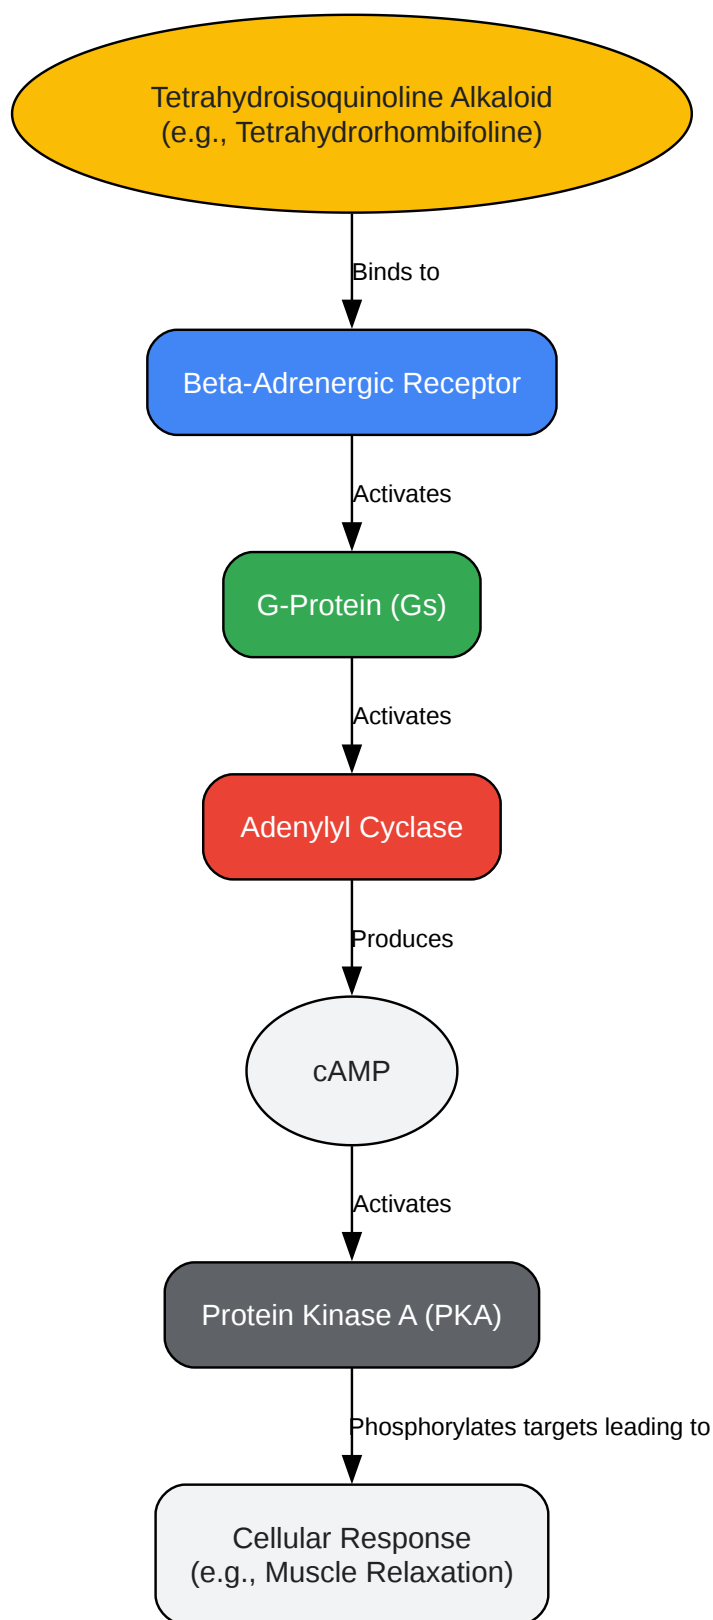 Tetrahydroisoquinoline Alkaloid
(e.g., Tetrahydrorhombifoline)
Binds to
Beta-Adrenergic Receptor
Activates
G-Protein (Gs)
Activates
Adenylyl Cyclase
Produces
cAMP
Activates
Protein Kinase A (PKA)
Phosphorylates targets leading to
Cellular Response
(e.g., Muscle Relaxation)